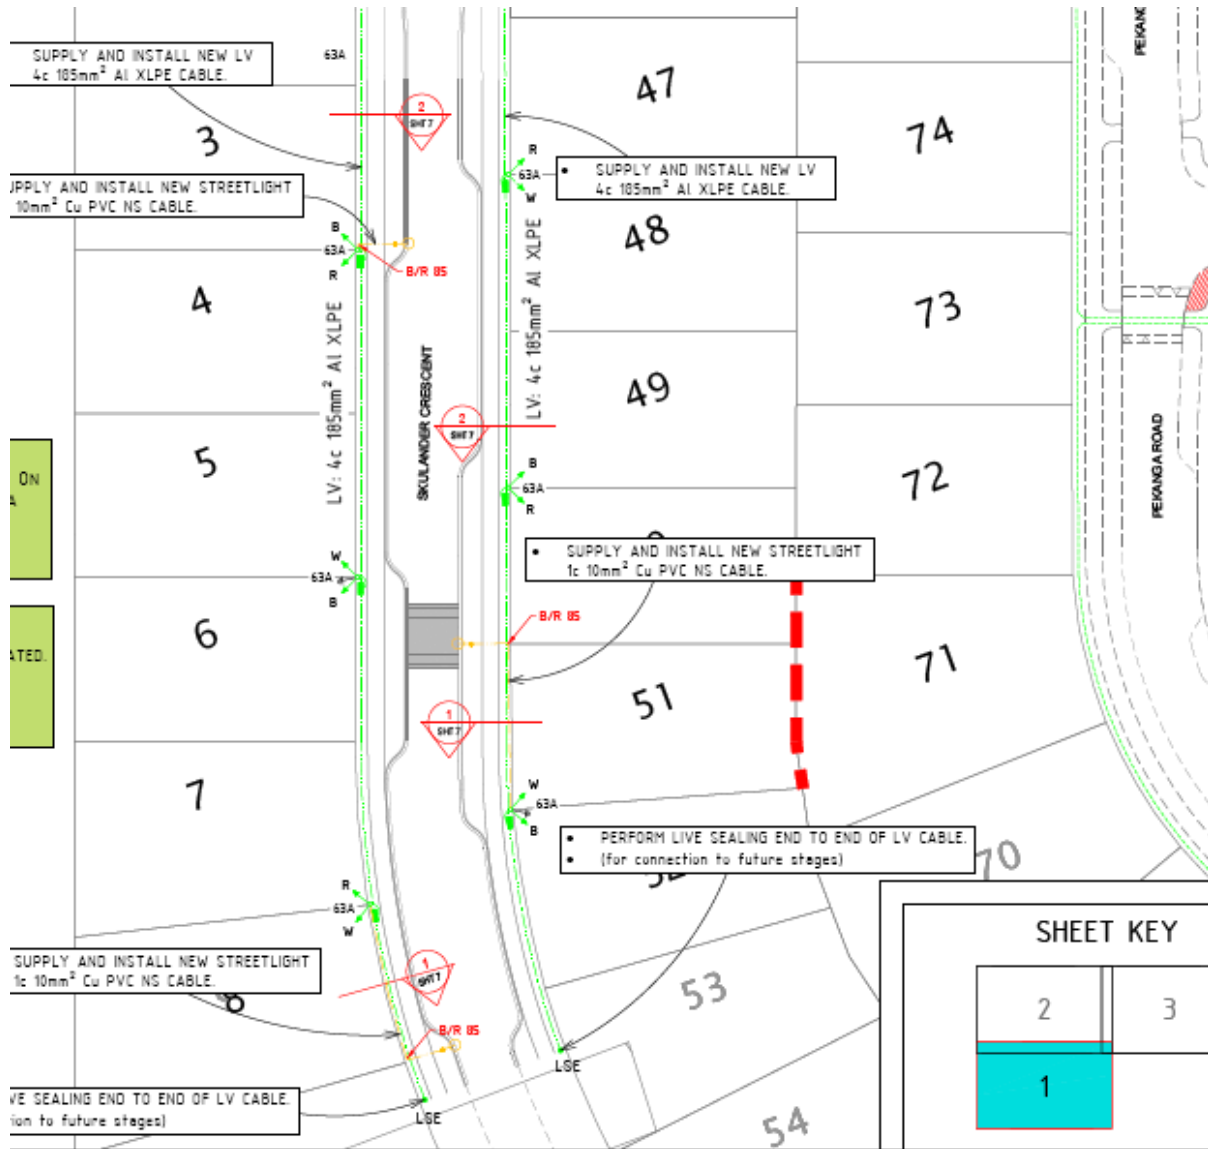 SUPPLY AND INSTALL NEW LV
4c 185mm² Al XLPE CABLE.
63A
2
SHT 7
47
74
PEKANG
3
R
63A
W
• SUPPLY AND INSTALL NEW LV
4c 185mm² Al XLPE CABLE.
UPPLY AND INSTALL NEW STREETLIGHT
10mm² Cu PVC NS CABLE.
B
63A
R
B/R 85
48
4
73
LV: 4c 185mm² Al XLPE
LV: 4c 185mm² Al XLPE
SKULANDER CRESCENT
49
2
SHT 7
5
B
63A
R
72
PEKANGA ROAD
ON
A
• SUPPLY AND INSTALL NEW STREETLIGHT
1c 10mm² Cu PVC NS CABLE.
W
63A
B
B/R 85
6
ATED.
71
51
1
SHT 7
7
W
63A
B
• PERFORM LIVE SEALING END TO END OF LV CABLE.
• (for connection to future stages)
70
52
R
63A
W
SHEET KEY
2
3
1
SUPPLY AND INSTALL NEW STREETLIGHT
1c 10mm² Cu PVC NS CABLE.
8
1
SHT 7
53
B/R 85
LSE
VE SEALING END TO END OF LV CABLE.
ion to future stages)
LSE
54